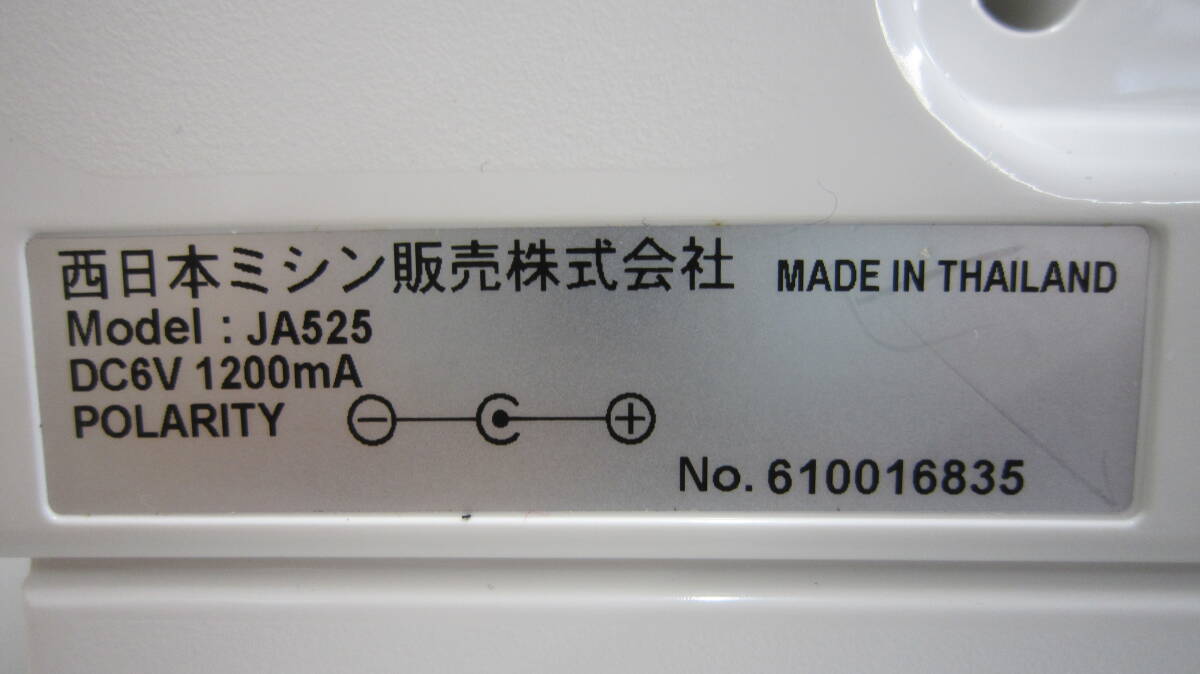 西日本ミシン販売株式会社 MADE IN THAILAND
Model : JA525
DC6V 1200mA
POLARITY
No. 610016835